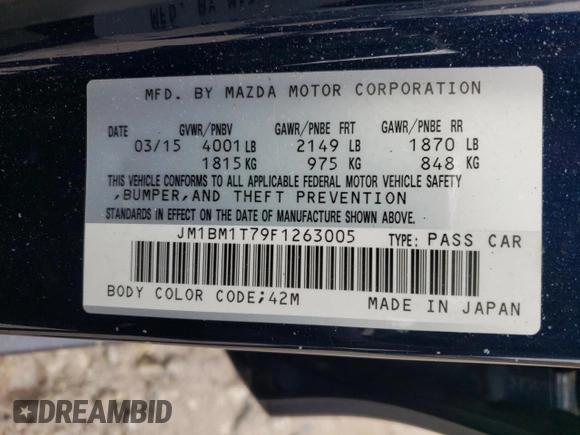 MFD. BY MAZDA MOTOR CORPORATION
DATE GVWR/PNBV GAWR/PNBE FRT GAWR/PNBE RR
03/15 4001 LB 2149 LB 1870 LB
1815 KG 975 KG 848 KG
THIS VEHICLE CONFORMS TO ALL APPLICABLE FEDERAL MOTOR VEHICLE SAFETY
,BUMPER,AND THEFT PREVENTION
STANDARDS IN EFFECT ON THE DATE OF MANUFACTURE SHOWN ABOVE.
JM1BM1T79F1263005 TYPE: PASS CAR
BODY COLOR CODE;42M MADE IN JAPAN
DREAMBID